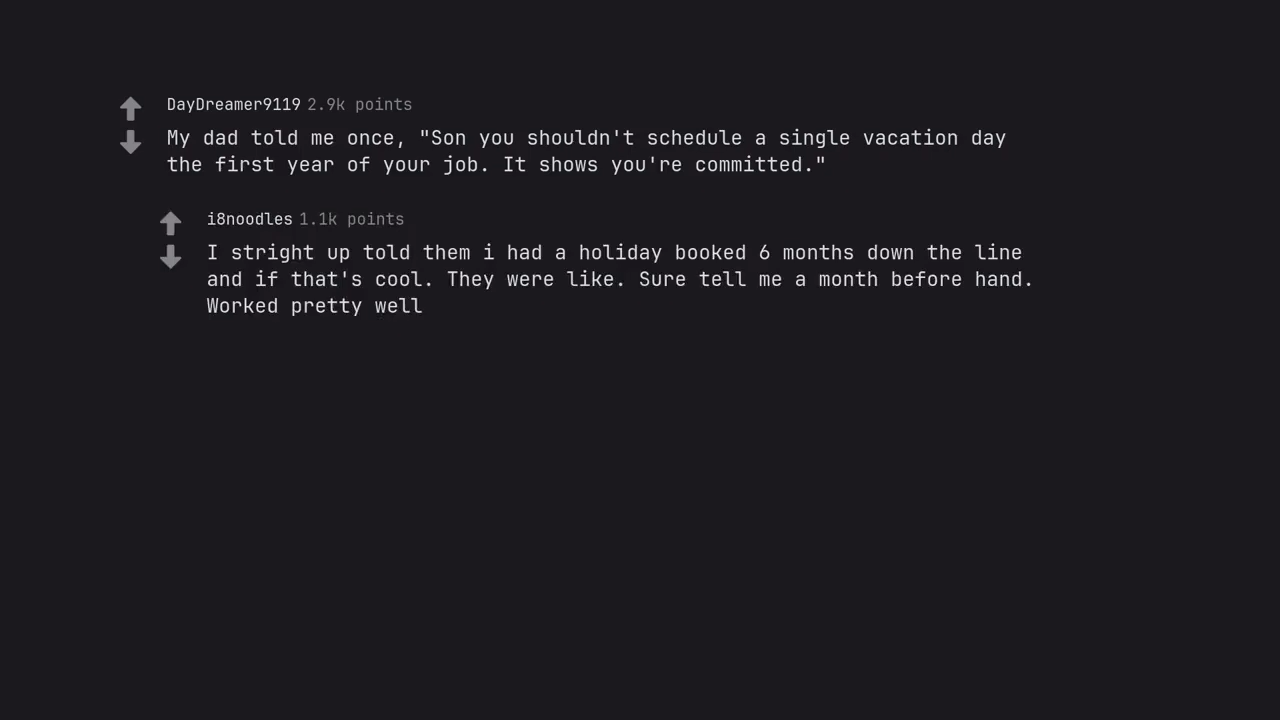 DayDreamer9119 2.9k points
My dad told me once, "Son you shouldn't schedule a single vacation day
the first year of your job. It shows you're committed."
i8noodles 1.1k points
I stright up told them i had a holiday booked 6 months down the line
and if that's cool. They were like. Sure tell me a month before hand.
Worked pretty well